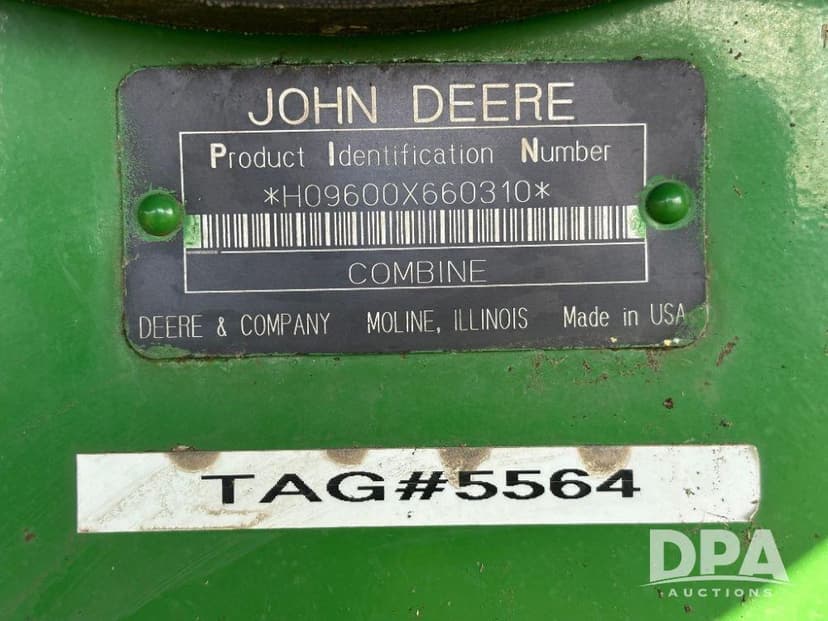 JOHN DEERE
Product Identification Number
*H09600X660310*
COMBINE
DEERE & COMPANY MOLINE, ILLINOIS Made in USA
TAG#5564
DPA
AUCTIONS